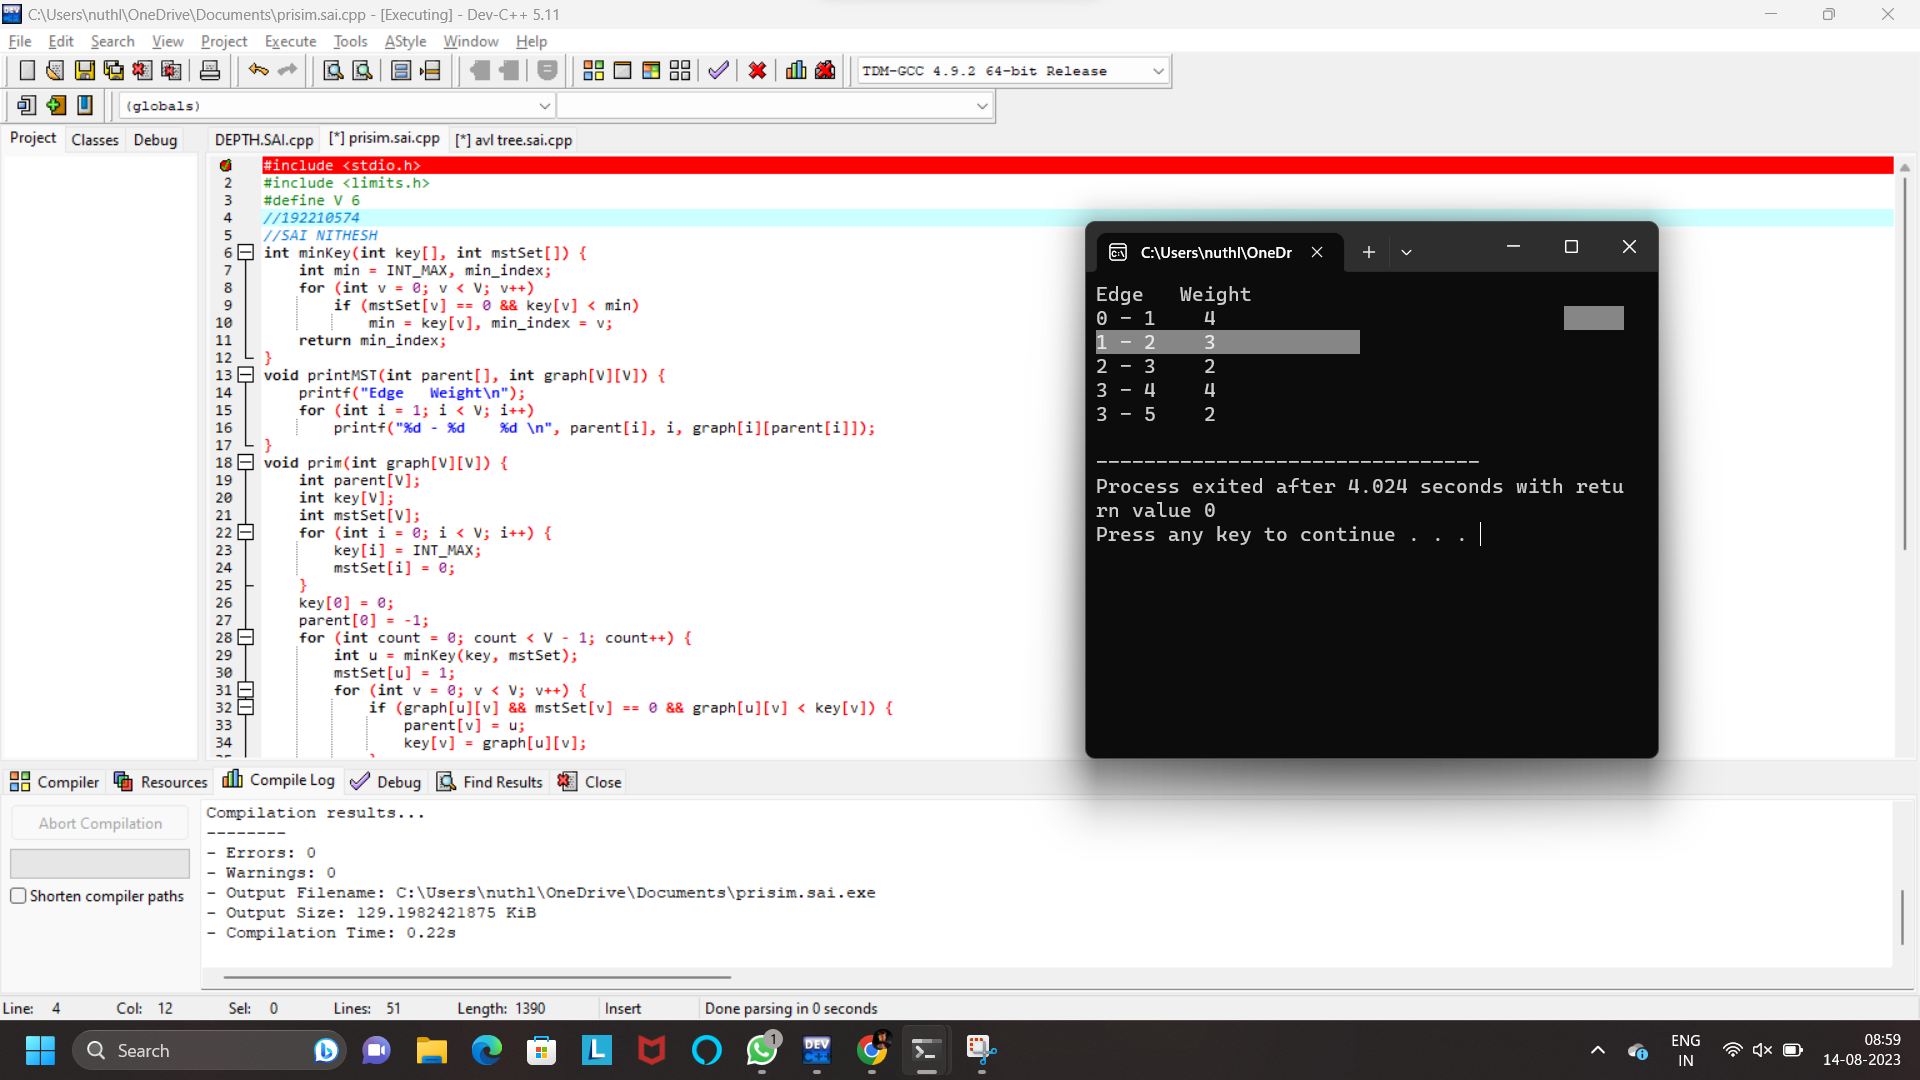 C:\Users\nuthl\OneDrive\Documents\prisim.sai.cpp - [Executing] - Dev-C++ 5.11
File Edit Search View Project Execute Tools AStyle Window Help
TDM-GCC 4.9.2 64-bit Release
(globals)
Project Classes Debug
DEPTH.SAI.cpp [*] prisim.sai.cpp [*] avl tree.sai.cpp
#include <stdio.h>
2 #include <limits.h>
3 #define V 6
4 //192210574
5 //SAI NITHESH
6 int minKey(int key[], int mstSet[]) {
7 int min = INT_MAX, min_index;
8 for (int v = 0; v < V; v++)
9 if (mstSet[v] == 0 && key[v] < min)
10 min = key[v], min_index = v;
11 return min_index;
12 }
13 void printMST(int parent[], int graph[V][V]) {
14 printf("Edge   Weight\n");
15 for (int i = 1; i < V; i++)
16 printf("%d - %d    %d \n", parent[i], i, graph[i][parent[i]]);
17 }
18 void prim(int graph[V][V]) {
19 int parent[V];
20 int key[V];
21 int mstSet[V];
22 for (int i = 0; i < V; i++) {
23 key[i] = INT_MAX;
24 mstSet[i] = 0;
25 }
26 key[0] = 0;
27 parent[0] = -1;
28 for (int count = 0; count < V - 1; count++) {
29 int u = minKey(key, mstSet);
30 mstSet[u] = 1;
31 for (int v = 0; v < V; v++) {
32 if (graph[u][v] && mstSet[v] == 0 && graph[u][v] < key[v]) {
33 parent[v] = u;
34 key[v] = graph[u][v];
C:\Users\nuthl\OneDr
Edge   Weight
0 - 1    4
1 - 2    3
2 - 3    2
3 - 4    4
3 - 5    2
--------------------------------
Process exited after 4.024 seconds with retu
rn value 0
Press any key to continue . . .
Compiler Resources Compile Log Debug Find Results Close
Abort Compilation
Shorten compiler paths
Compilation results...
--------
- Errors: 0
- Warnings: 0
- Output Filename: C:\Users\nuthl\OneDrive\Documents\prisim.sai.exe
- Output Size: 129.1982421875 KiB
- Compilation Time: 0.22s
Line: 4 Col: 12 Sel: 0 Lines: 51 Length: 1390 Insert Done parsing in 0 seconds
Search
DEV C++
1
ENG
IN
08:59
14-08-2023